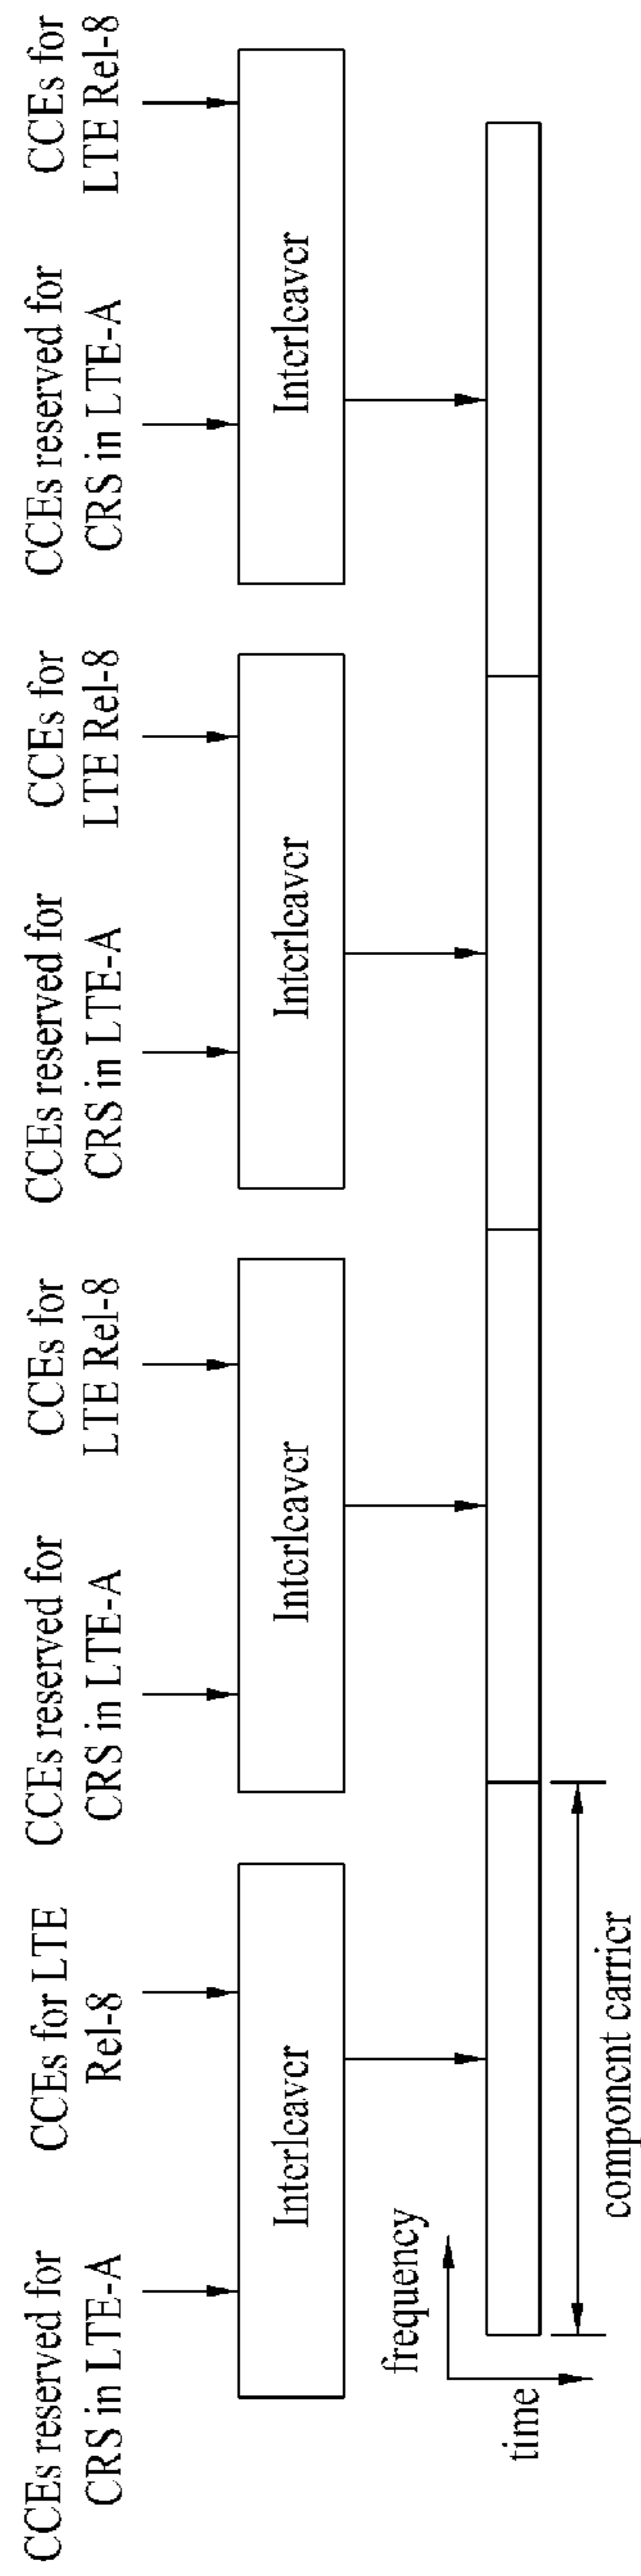 CCEs reserved for
CRS in LTE-A
CCEs for LTE
Rel-8
CCEs reserved for
CRS in LTE-A
CCEs for
LTE Rel-8
CCEs reserved for
CRS in LTE-A
CCEs for
LTE Rel-8
CCEs reserved for
CRS in LTE-A
CCEs for
LTE Rel-8
Interleaver
Interleaver
Interleaver
Interleaver
frequency
time
component carrier